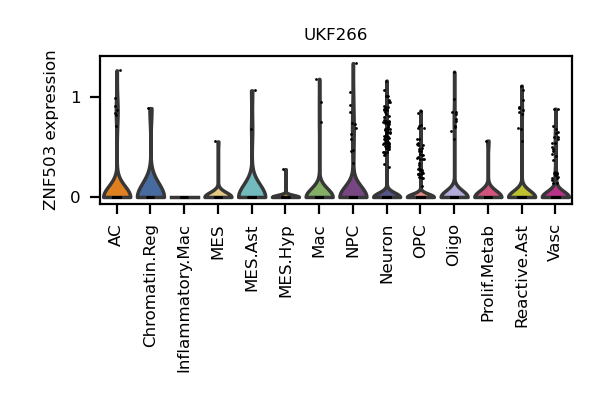 UKF266
ZNF503 expression
1
0
AC
Chromatin.Reg
Inflammatory.Mac
MES
MES.Ast
MES.Hyp
Mac
NPC
Neuron
OPC
Oligo
Prolif.Metab
Reactive.Ast
Vasc